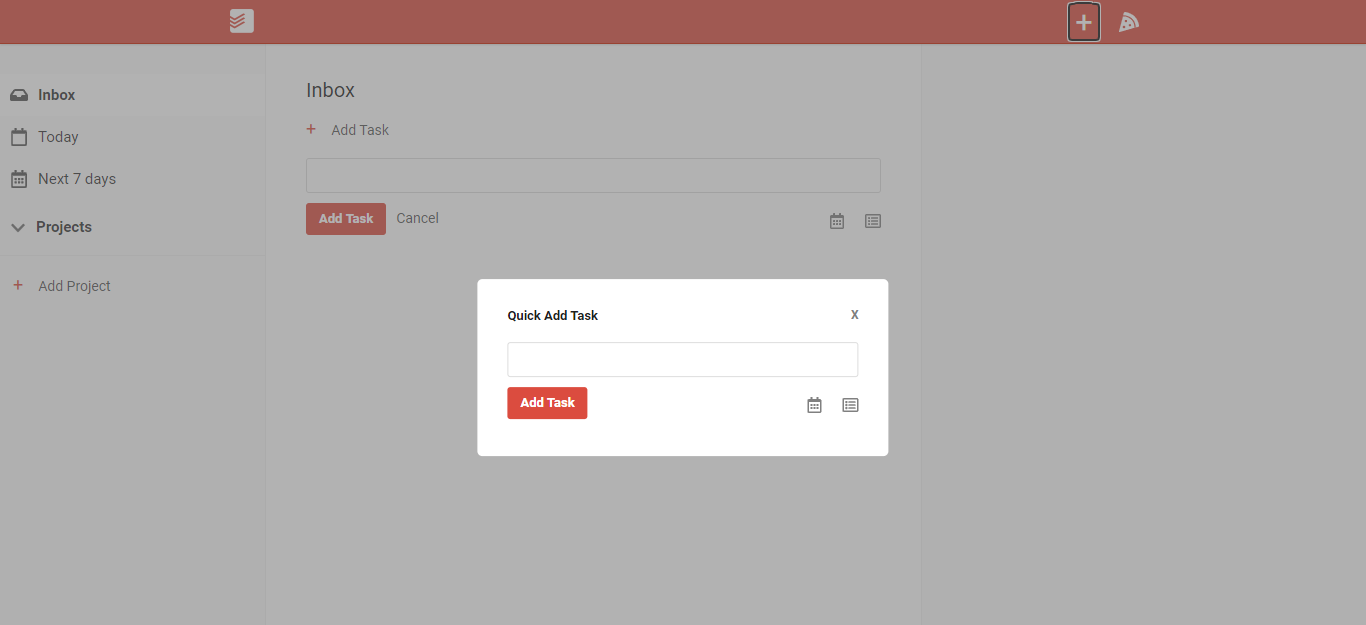 Inbox
Today
Next 7 days
Projects
+ Add Project
Inbox
+ Add Task
Add Task Cancel
Quick Add Task X
Add Task